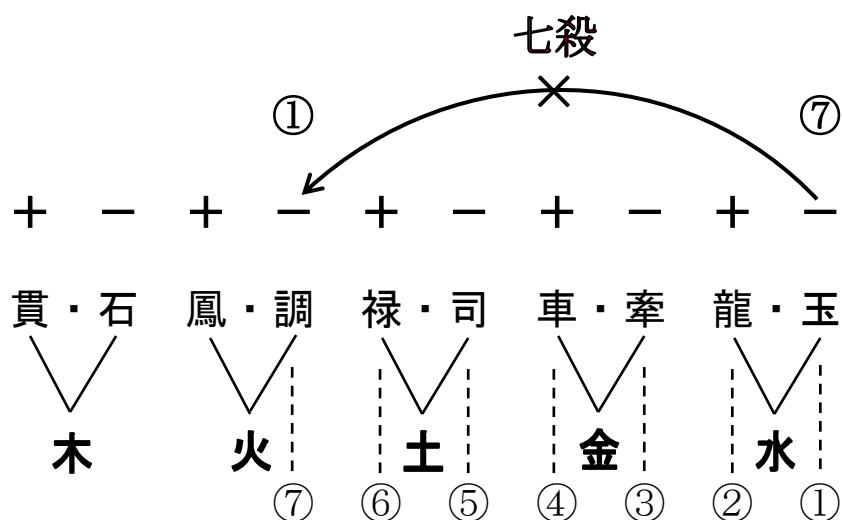 七殺
① ⑦
＋ － ＋ － ＋ － ＋ － ＋ －
貫・石 鳳・調 禄・司 車・牽 龍・玉
木 火 土 金 水
⑦ ⑥ ⑤ ④ ③ ② ①